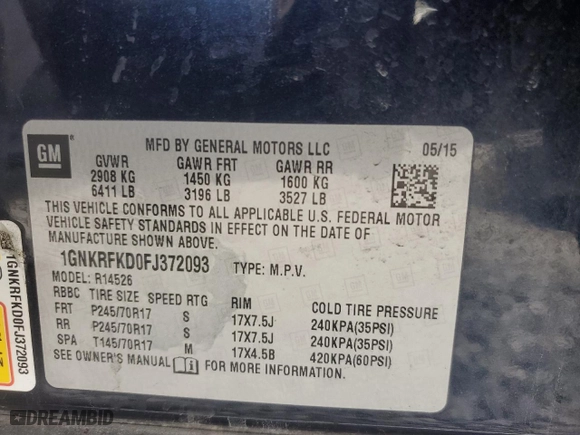 GM
®
MFD BY GENERAL MOTORS LLC
05/15
GVWR GAWR FRT GAWR RR
2908 KG 1450 KG 1600 KG
6411 LB 3196 LB 3527 LB
THIS VEHICLE CONFORMS TO ALL APPLICABLE U.S. FEDERAL MOTOR
VEHICLE SAFETY STANDARDS IN EFFECT ON THE DATE OF
MANUFACTURE SHOWN ABOVE.
1GNKRFKD0FJ372093 TYPE: M.P.V.
MODEL: R14526
RBBC TIRE SIZE SPEED RTG RIM COLD TIRE PRESSURE
FRT P245/70R17 S 17X7.5J 240KPA(35PSI)
RR P245/70R17 S 17X7.5J 240KPA(35PSI)
SPA T145/70R17 M 17X4.5B 420KPA(60PSI)
SEE OWNER'S MANUAL FOR MORE INFORMATION.
1GNKRFKD0FJ372093
DREAMBID